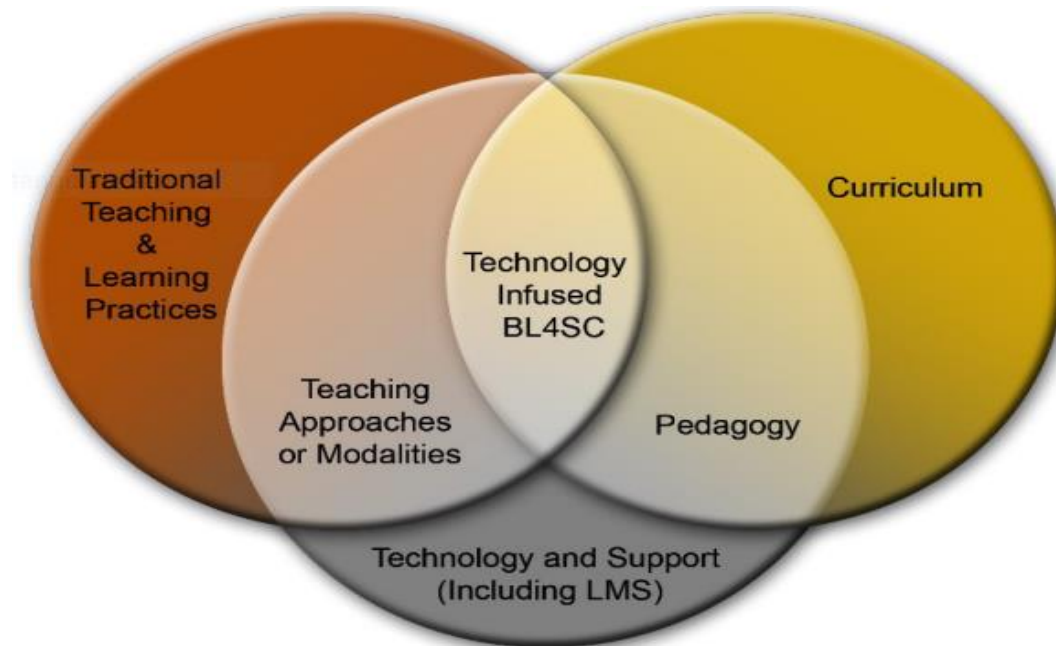 Traditional
Teaching
&
Learning
Practices
Curriculum
Technology
Infused
BL4SC
Teaching
Approaches
or Modalities
Pedagogy
Technology and Support
(Including LMS)